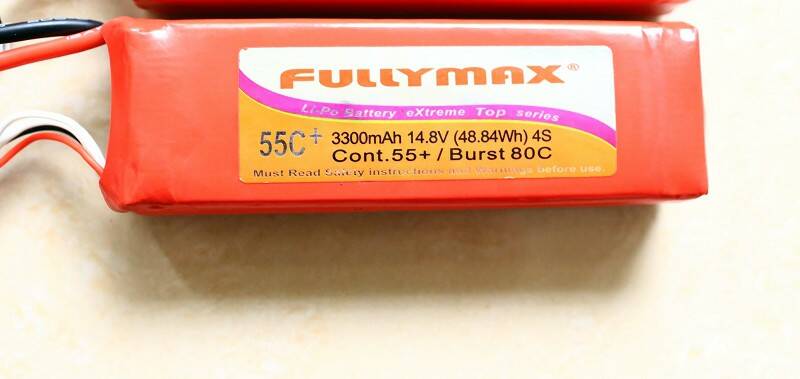 FULLYMAX®
Li-Po Battery eXtreme Top series
55C+
3300mAh 14.8V (48.84Wh) 4S
Cont.55+ / Burst 80C
Must Read Safety instructions and Warnings before use.